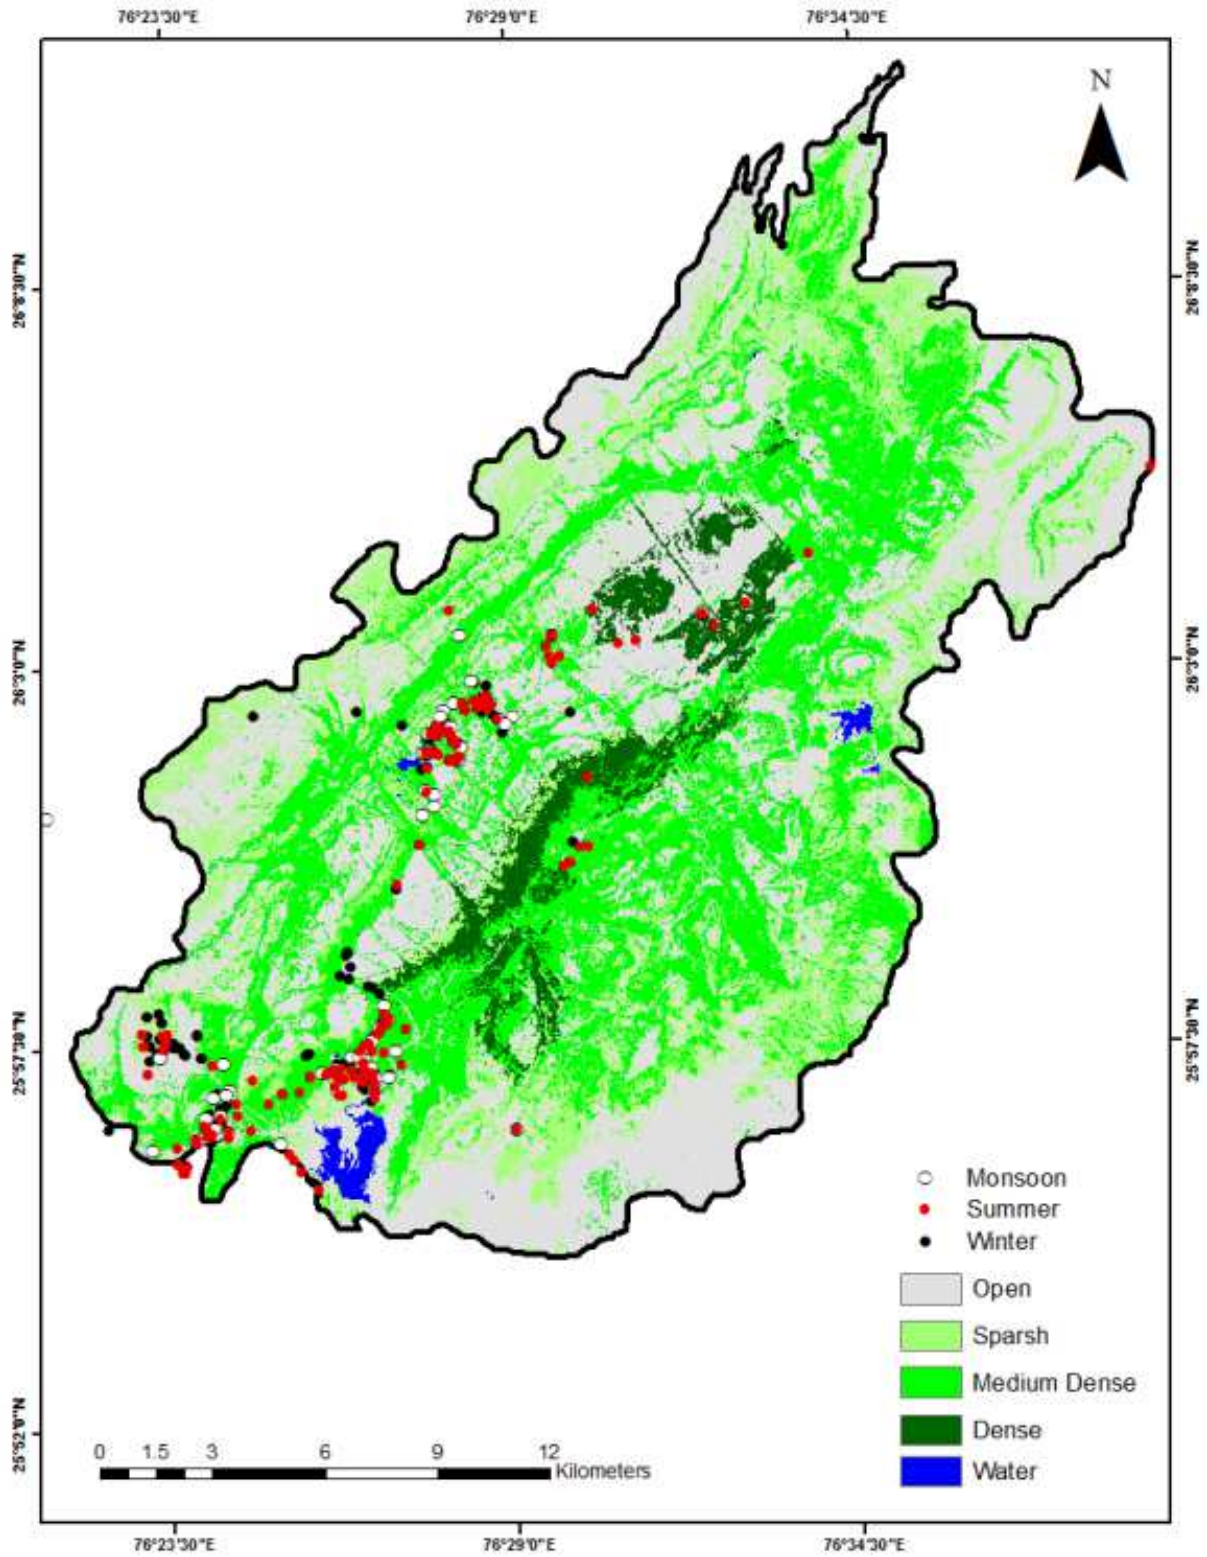 76°23'30"E 76°29'0"E 76°34'30"E
N
26°8'30"N 26°8'30"N
26°3'0"N 26°3'0"N
25°57'30"N 25°57'30"N
Monsoon
Summer
Winter
Open
Sparsh
Medium Dense
Dense
Water
25°52'0"N
0 1.5 3 6 9 12
Kilometers
76°23'30"E 76°29'0"E 76°34'30"E